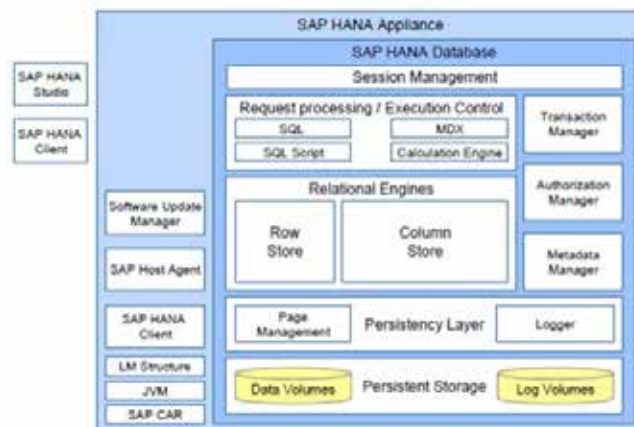 SAP HANA Appliance
SAP HANA Database
Session Management
SAP HANA
Studio
SAP HANA
Client
Request processing / Execution Control
SQL
MDX
SQL Script
Calculation Engine
Transaction
Manager
Authorization
Manager
Metadata
Manager
Relational Engines
Row
Store
Column
Store
Software Update
Manager
SAP Host Agent
SAP HANA
Client
LM Structure
JVM
SAP CAR
Page
Management
Persistency Layer
Logger
Data Volumes
Persistent Storage
Log Volumes